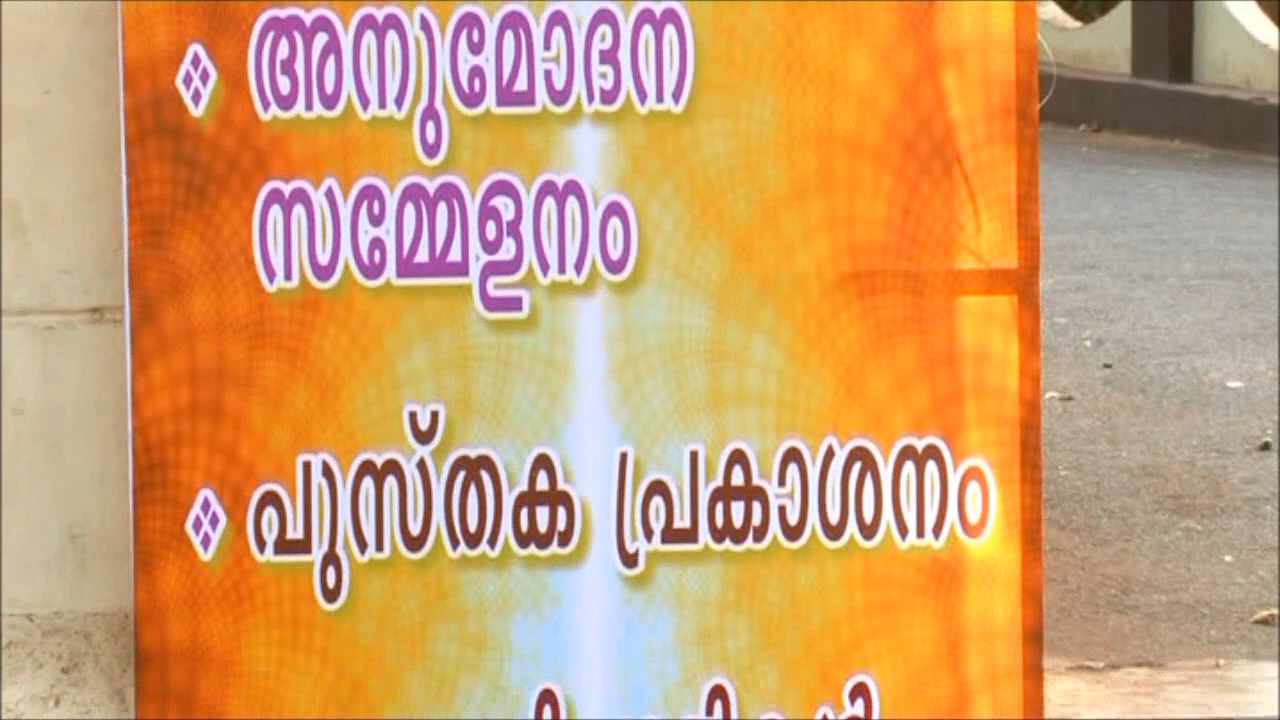 അനുമോദന
സമ്മേളനം
പുസ്തക പ്രകാശനം